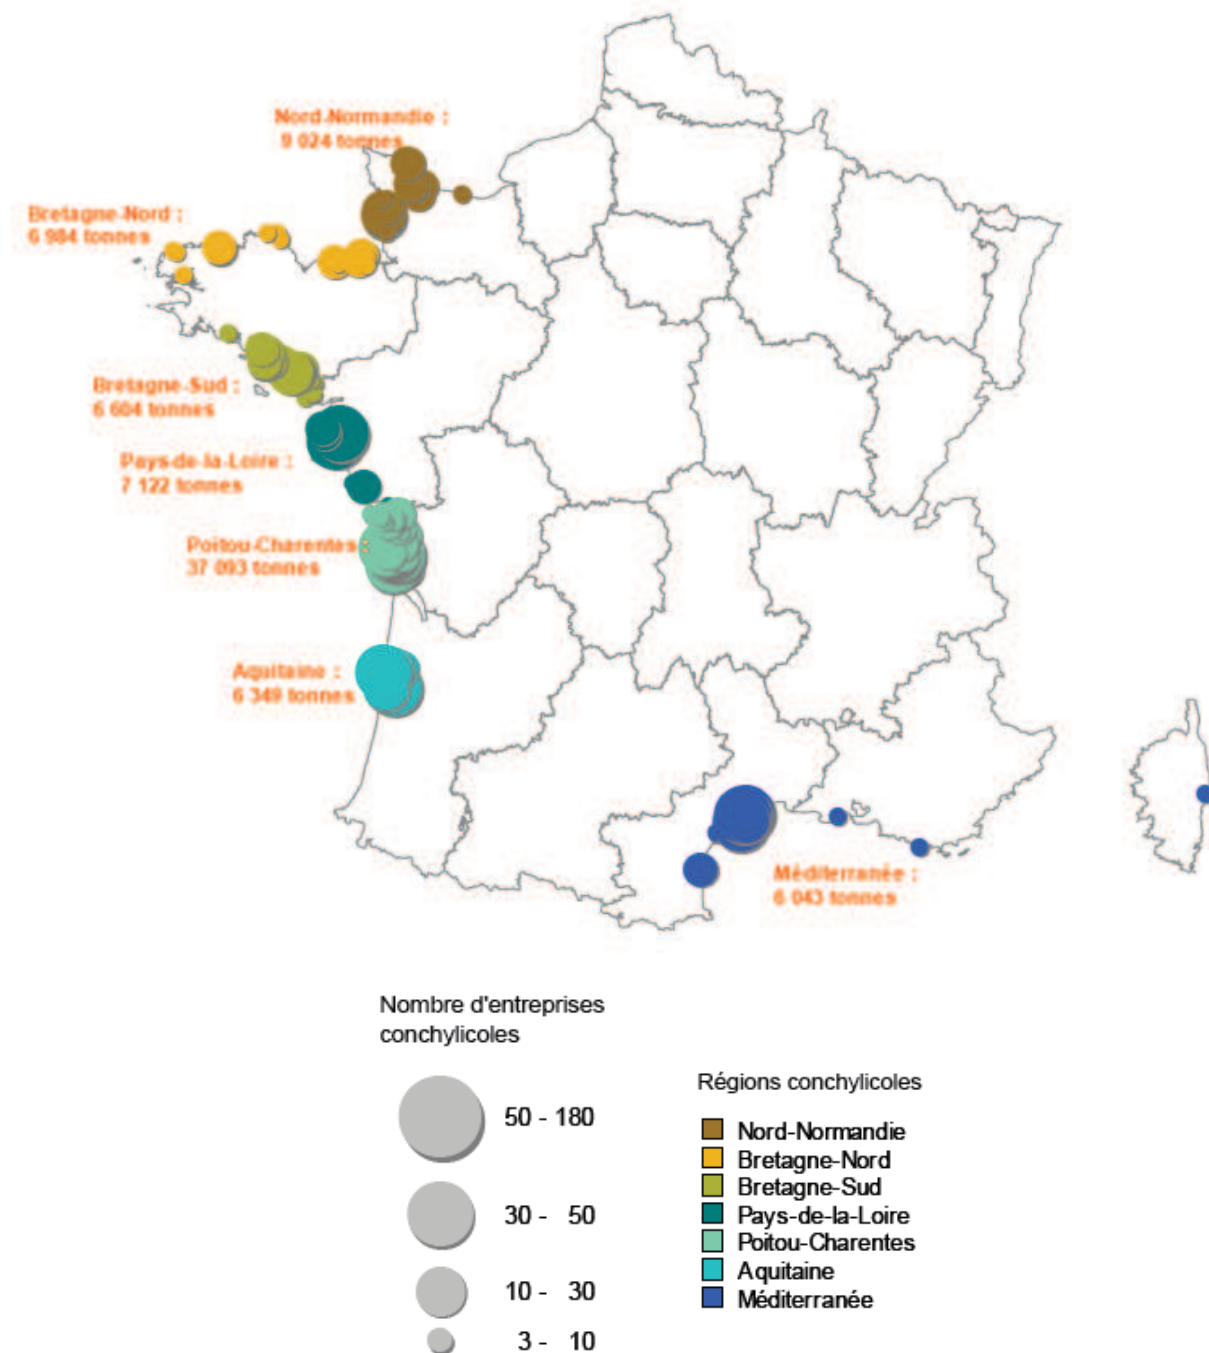 Nord-Normandie :
9 024 tonnes
Bretagne-Nord :
6 984 tonnes
Bretagne-Sud :
6 604 tonnes
Pays-de-la-Loire :
7 122 tonnes
Poitou-Charentes :
37 093 tonnes
Aquitaine :
6 349 tonnes
Méditerranée :
6 043 tonnes
Nombre d'entreprises
conchylicoles
50 - 180
30 - 50
10 - 30
3 - 10
Régions conchylicoles
Nord-Normandie
Bretagne-Nord
Bretagne-Sud
Pays-de-la-Loire
Poitou-Charentes
Aquitaine
Méditerranée